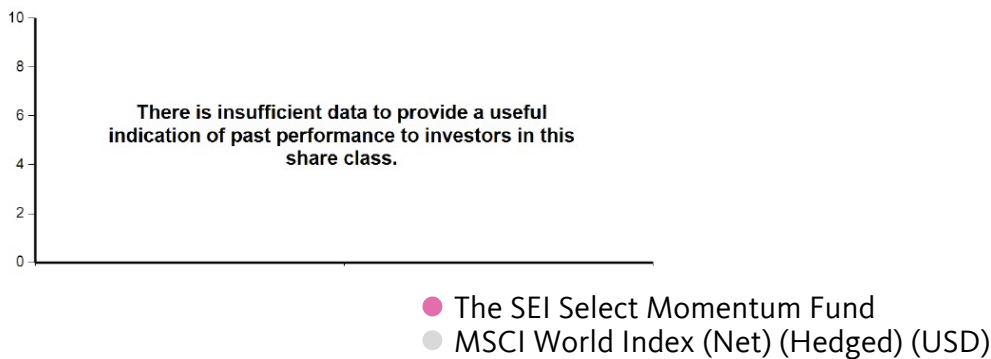 10
8
There is insufficient data to provide a useful
6
indication of past performance to investors in this
share class.
4
2
0
The SEI Select Momentum Fund
MSCI World Index (Net) (Hedged) (USD)